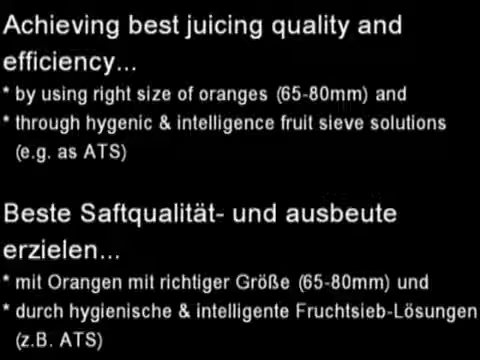 Achieving best juicing quality and
efficiency...
* by using right size of oranges (65-80mm) and
* through hygenic & intelligence fruit sieve solutions
(e.g. as ATS)
Beste Saftqualität- und ausbeute
erzielen...
* mit Orangen mit richtiger Größe (65-80mm) und
* durch hygienische & intelligente Fruchtsieb-Lösungen
(z.B. ATS)